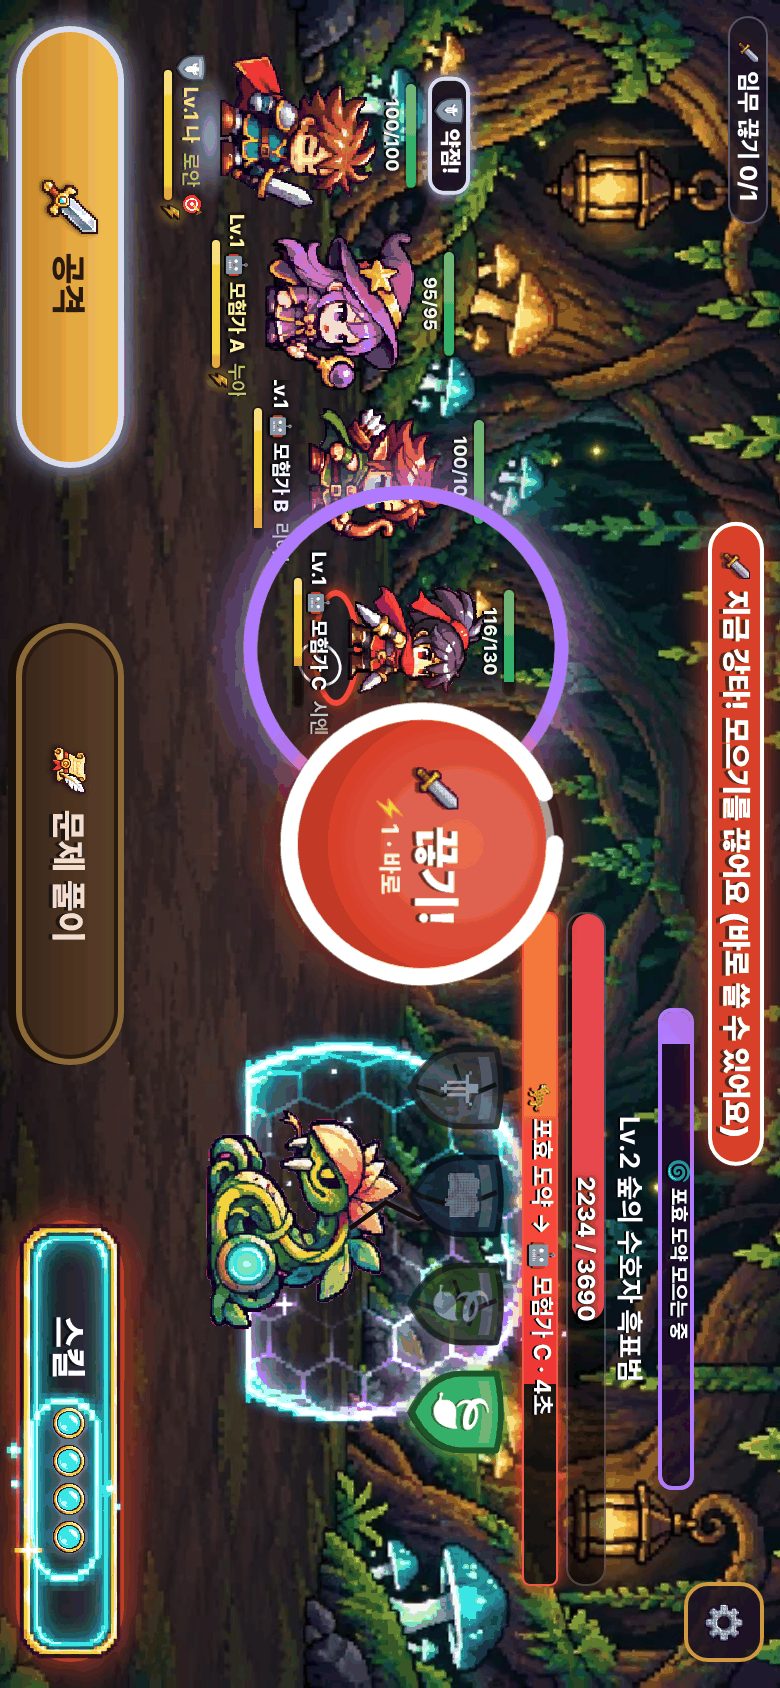 임무 끊기 0/1
지금 강타! 모으기를 끊어요 (바로 쓸 수 있어요)
포효 도약 모으는 중
Lv.2 숲의 수호자 흑표범
2234 / 3690
포효 도약 → 모험가 C · 4초
약점!
100/100
Lv.1 나 로안
95/95
Lv.1 모험가 A 누아
100/10
Lv.1 모험가 B
116/130
Lv.1 모험가 C 시엔
끊기!
1 · 바로
공격
문제 풀이
스킬